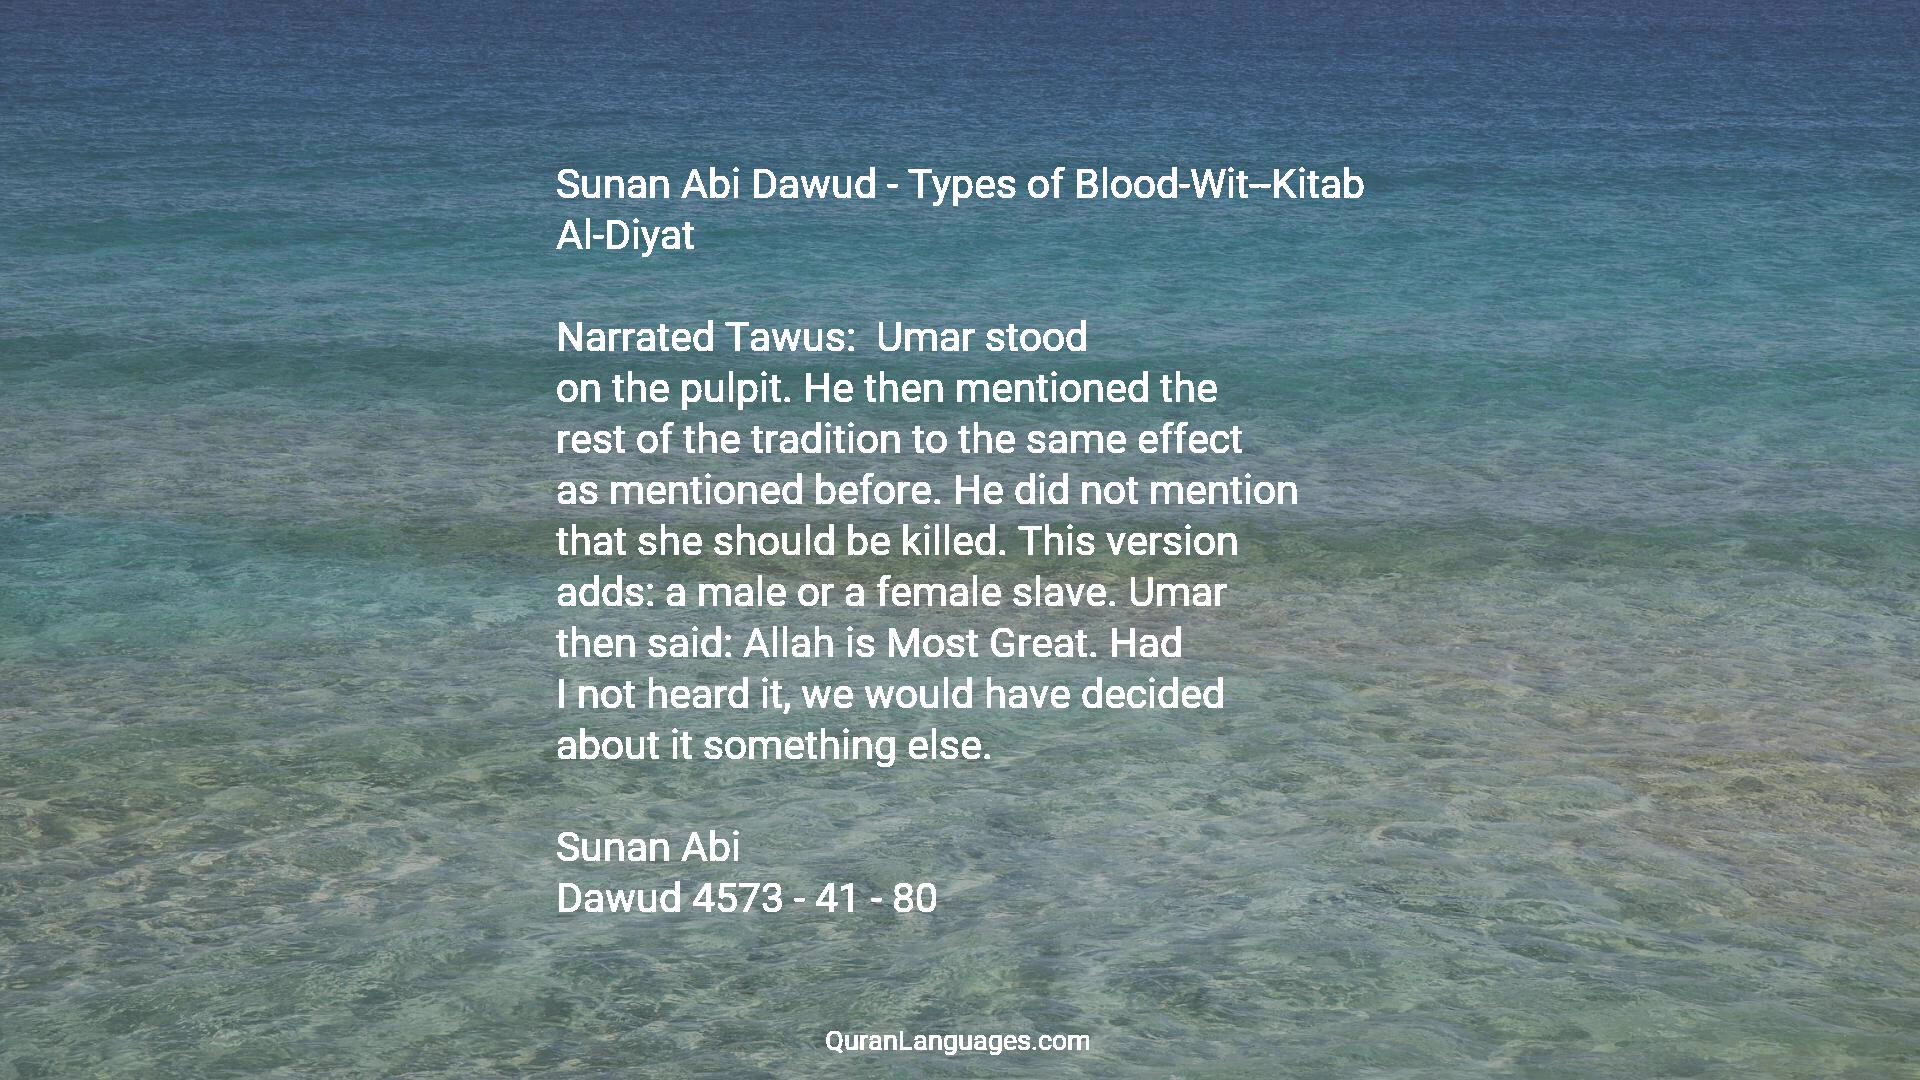 Sunan Abi Dawud - Types of Blood-Wit--Kitab
Al-Diyat
Narrated Tawus:  Umar stood
on the pulpit. He then mentioned the
rest of the tradition to the same effect
as mentioned before. He did not mention
that she should be killed. This version
adds: a male or a female slave. Umar
then said: Allah is Most Great. Had
I not heard it, we would have decided
about it something else.
Sunan Abi
Dawud 4573 - 41 - 80
QuranLanguages.com